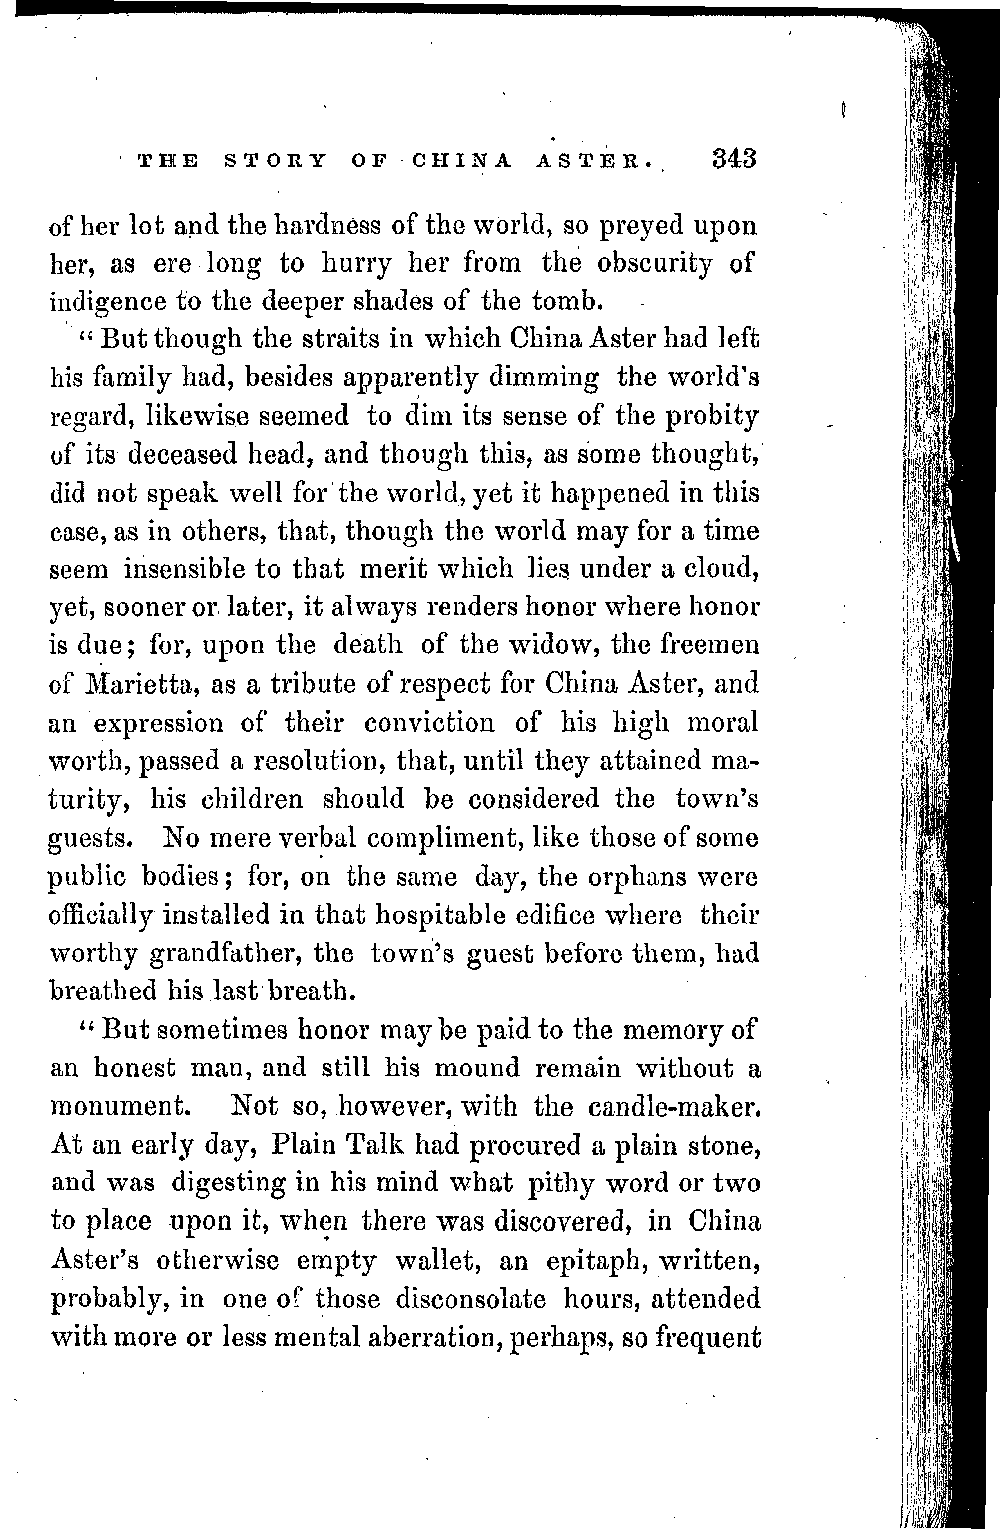 THE STORY OF CHINA ASTER. 343
of her lot and the hardness of the world, so preyed upon
her, as ere long to hurry her from the obscurity of
indigence to the deeper shades of the tomb.
“ But though the straits in which China Aster had left
his family had, besides apparently dimming the world's
regard, likewise seemed to dim its sense of the probity
of its deceased head, and though this, as some thought,
did not speak well for the world, yet it happened in this
case, as in others, that, though the world may for a time
seem insensible to that merit which lies under a cloud,
yet, sooner or later, it always renders honor where honor
is due; for, upon the death of the widow, the freemen
of Marietta, as a tribute of respect for China Aster, and
an expression of their conviction of his high moral
worth, passed a resolution, that, until they attained ma-
turity, his children should be considered the town's
guests. No mere verbal compliment, like those of some
public bodies; for, on the same day, the orphans were
officially installed in that hospitable edifice where their
worthy grandfather, the town's guest before them, had
breathed his last breath.
“ But sometimes honor may be paid to the memory of
an honest man, and still his mound remain without a
monument. Not so, however, with the candle-maker.
At an early day, Plain Talk had procured a plain stone,
and was digesting in his mind what pithy word or two
to place upon it, when there was discovered, in China
Aster's otherwise empty wallet, an epitaph, written,
probably, in one of those disconsolate hours, attended
with more or less mental aberration, perhaps, so frequent